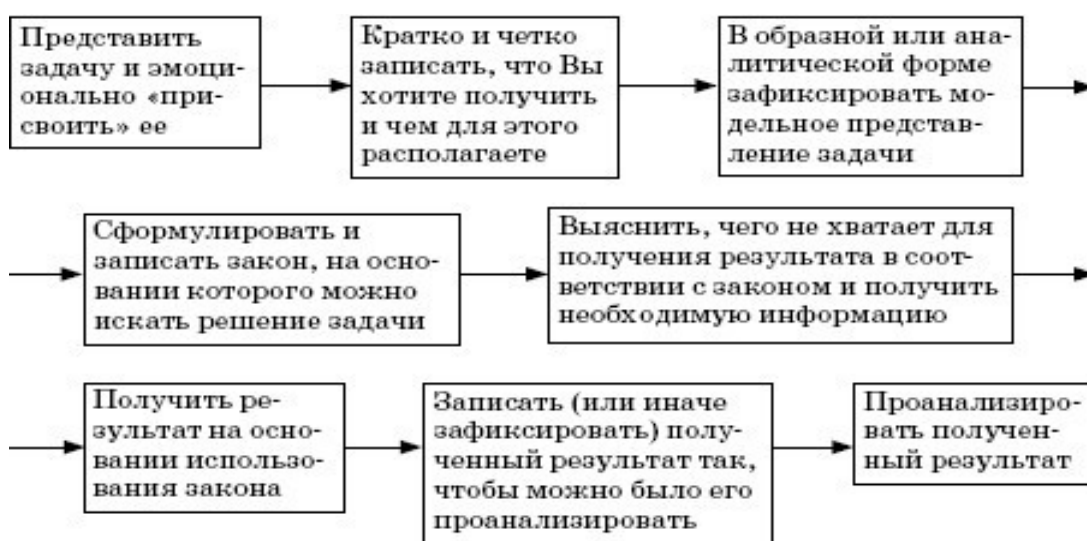 Представить
задачу и эмоци-
онально «при-
своить» ее
Кратко и четко
записать, что Вы
хотите получить
и чем для этого
располагаете
В образной или ана-
литической форме
зафиксировать мо-
дельное представ-
ление задачи
Сформулировать и
записать закон, на осно-
вании которого можно
искать решение задачи
Выяснить, чего не хватает для
получения результата в соот-
ветствии с законом и получить
необходимую информацию
Получить ре-
зультат на осно-
вании использо-
вания закона
Записать (или иначе
зафиксировать) полу-
ченный результат так,
чтобы можно было его
проанализировать
Проанализиро-
вать получен-
ный результат